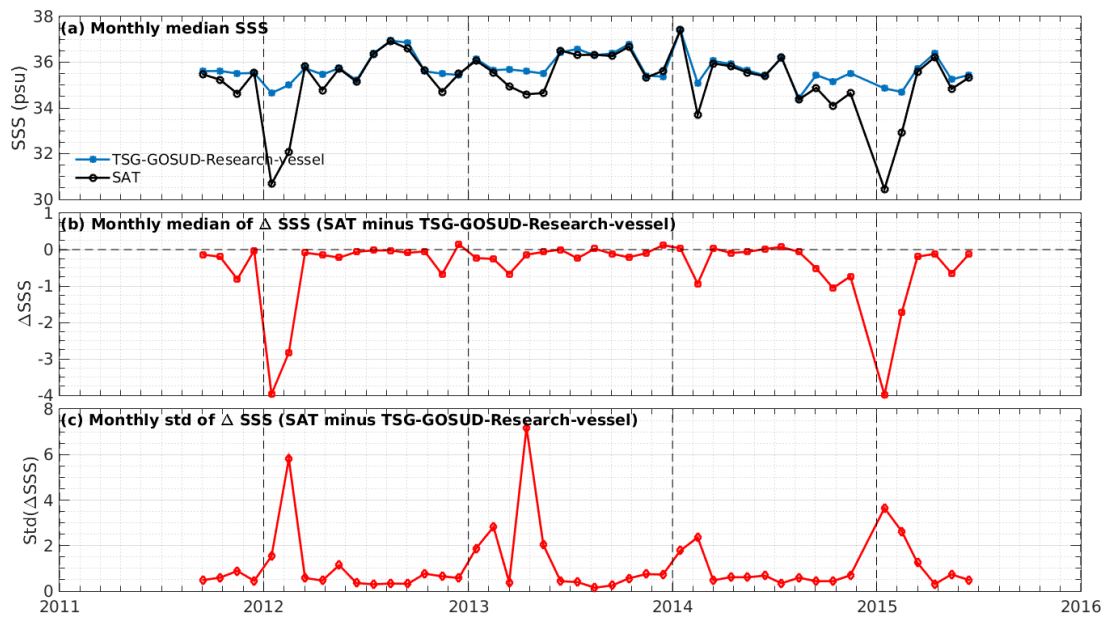 38
(a) Monthly median SSS
36
34
32
30
SSS (psu)
TSG-GOSUD-Research-vessel
SAT
1
(b) Monthly median of Δ SSS (SAT minus TSG-GOSUD-Research-vessel)
0
-1
-2
-3
-4
ΔSSS
8
(c) Monthly std of Δ SSS (SAT minus TSG-GOSUD-Research-vessel)
6
4
2
0
Std(ΔSSS)
2011 2012 2013 2014 2015 2016